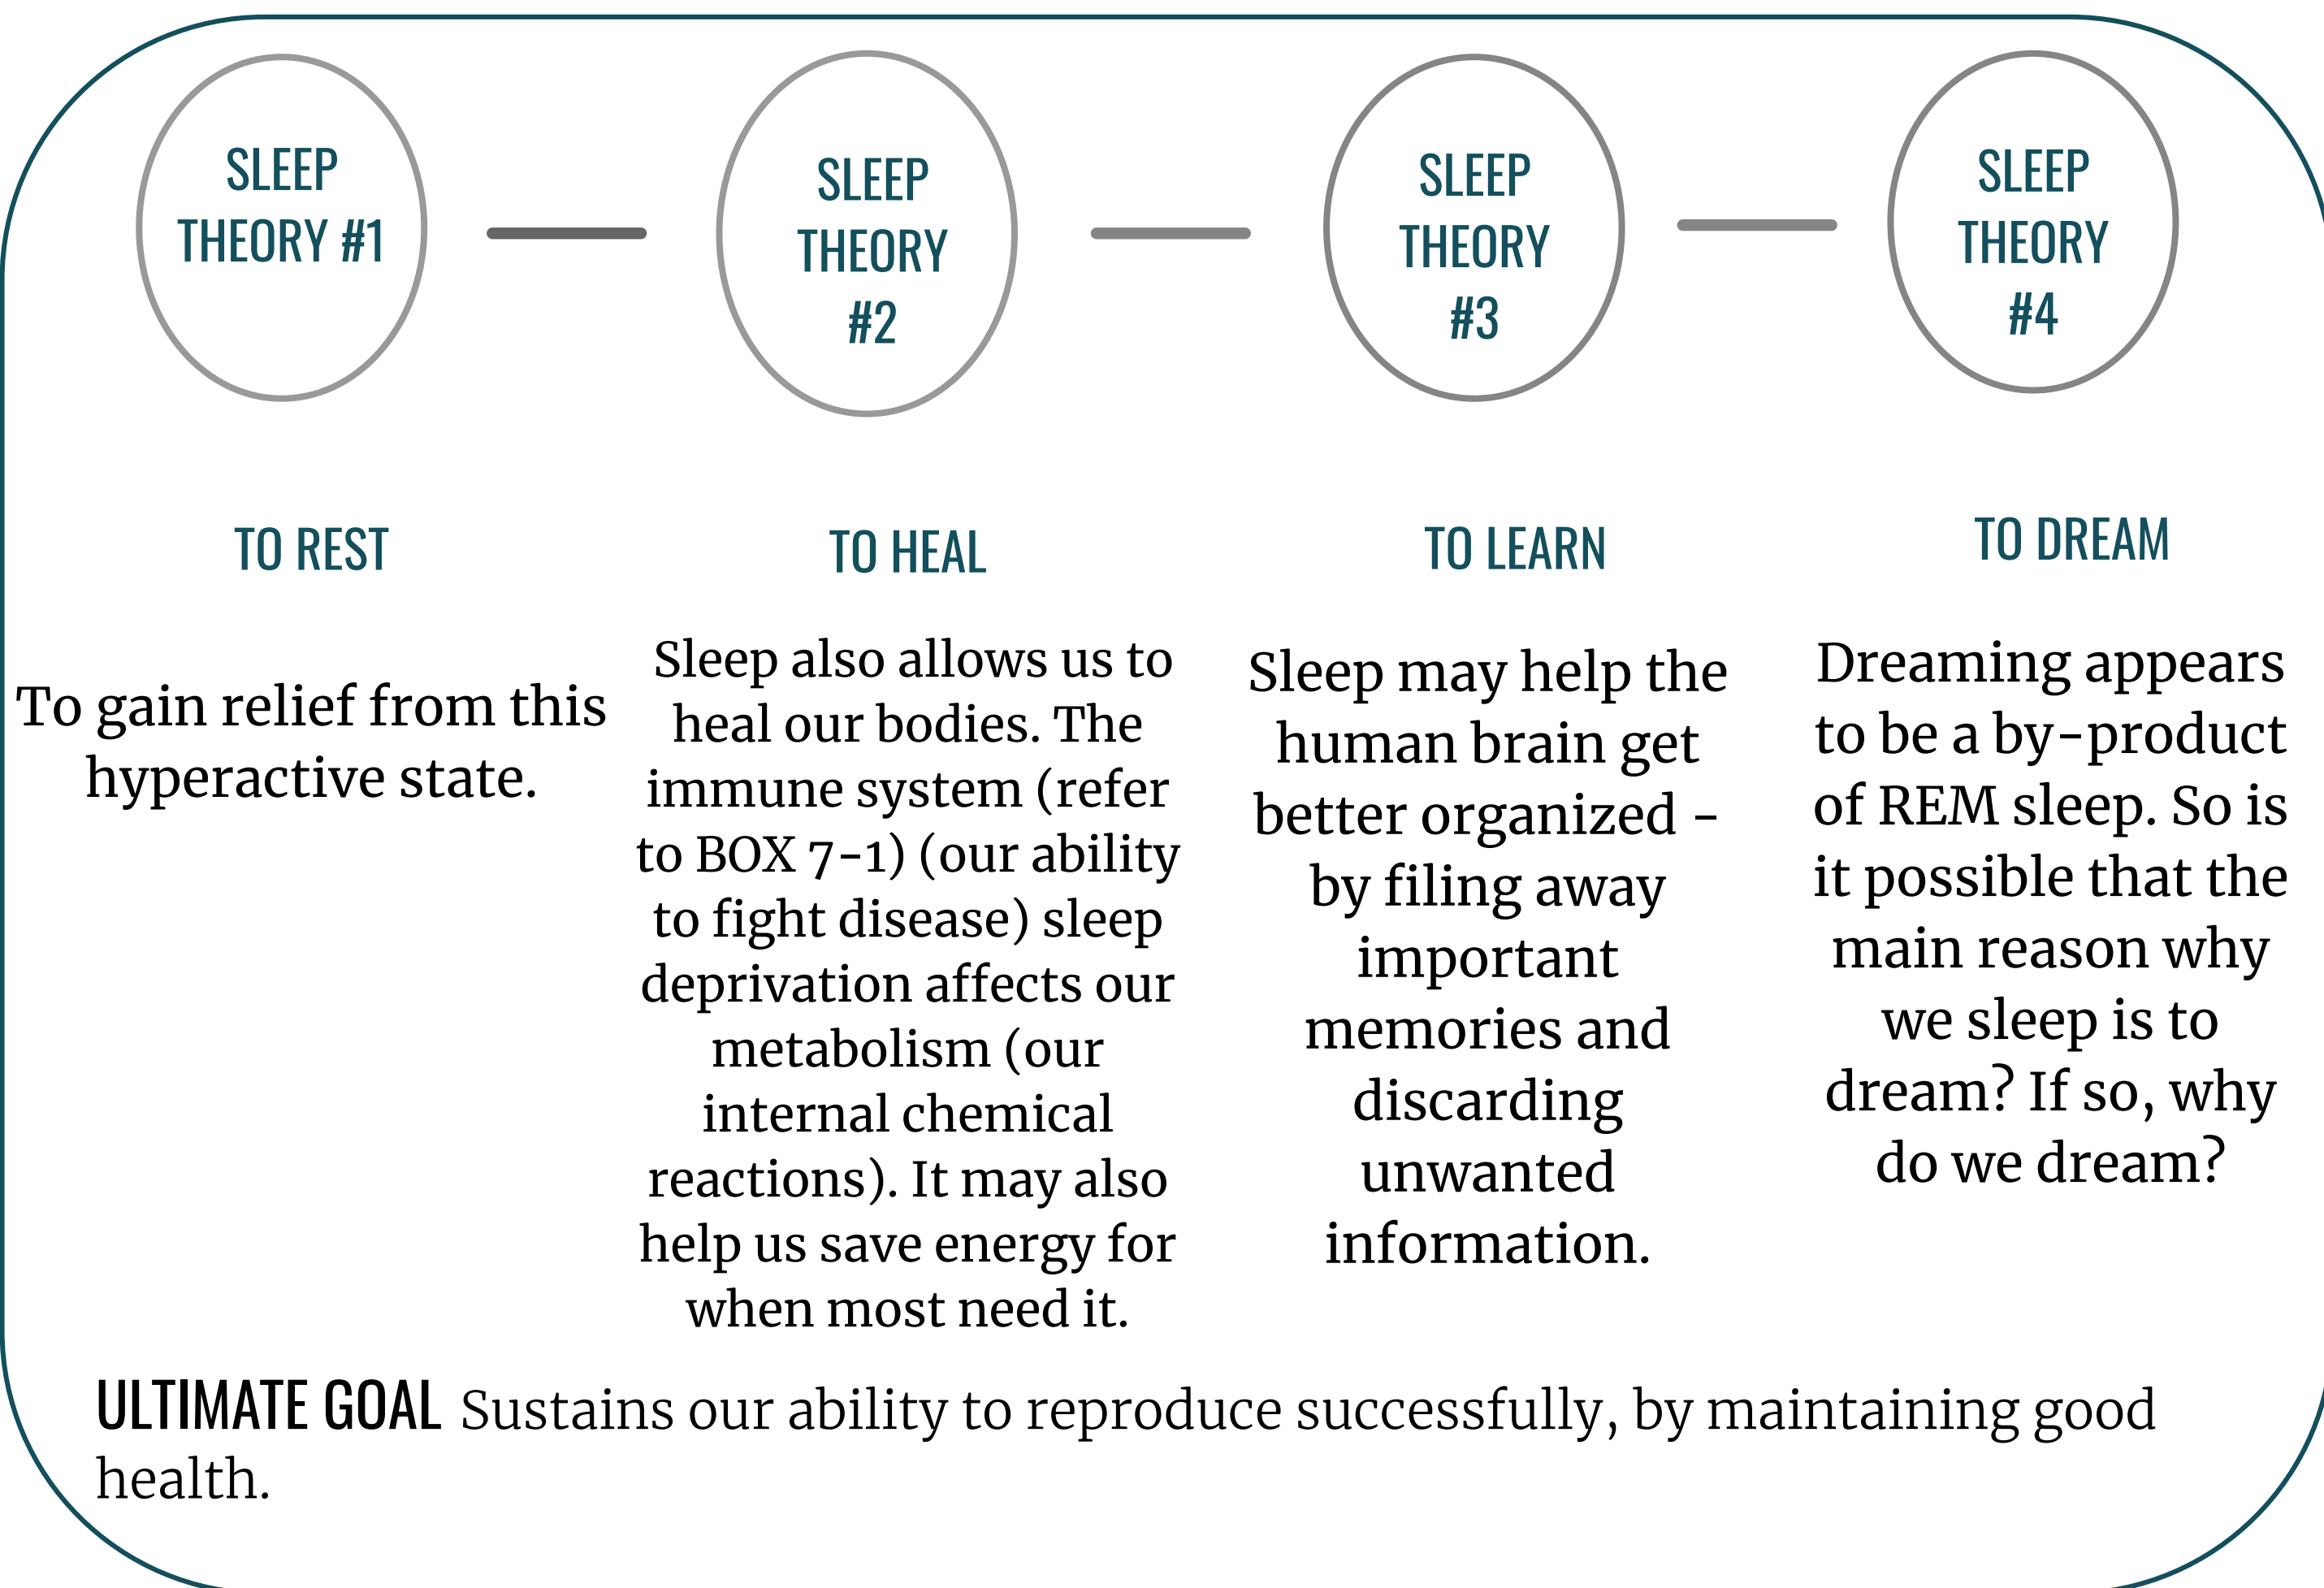 SLEEP
THEORY #1
SLEEP
THEORY
#2
SLEEP
THEORY
#3
SLEEP
THEORY
#4
TO REST
To gain relief from this
hyperactive state.
TO HEAL
Sleep also allows us to
heal our bodies. The
immune system (refer
to BOX 7-1) (our ability
to fight disease) sleep
deprivation affects our
metabolism (our
internal chemical
reactions). It may also
help us save energy for
when most need it.
TO LEARN
Sleep may help the
human brain get
better organized -
by filing away
important
memories and
discarding
unwanted
information.
TO DREAM
Dreaming appears
to be a by-product
of REM sleep. So is
it possible that the
main reason why
we sleep is to
dream? If so, why
do we dream?
ULTIMATE GOAL Sustains our ability to reproduce successfully, by maintaining good
health.